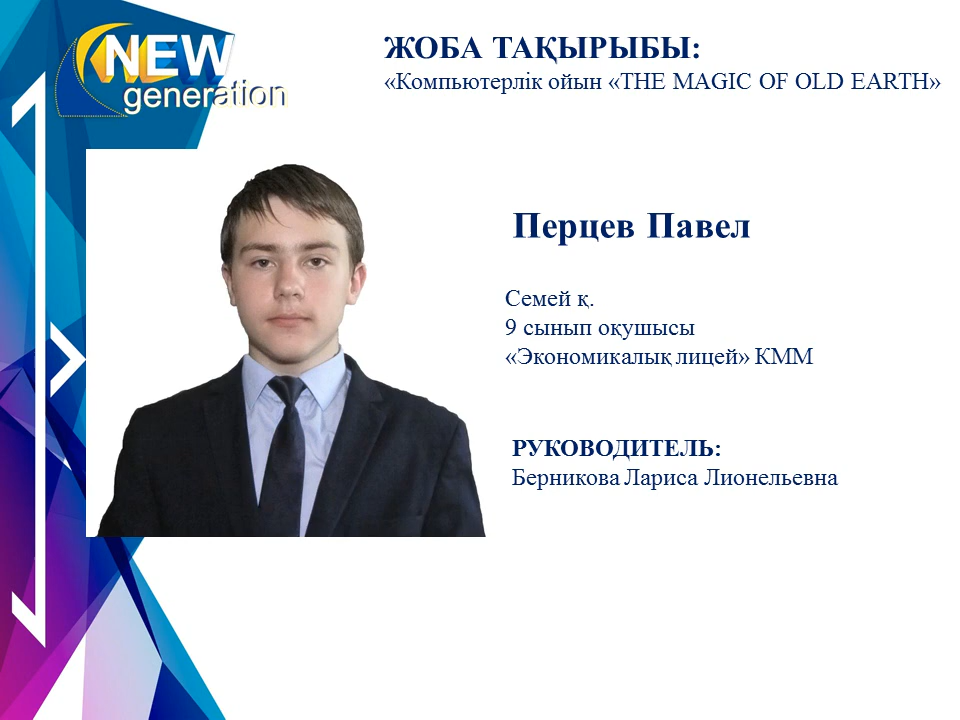 NEW
generation
ЖОБА ТАҚЫРЫБЫ:
«Компьютерлік ойын «THE MAGIC OF OLD EARTH»
Перцев Павел
Семей қ.
9 сынып оқушысы
«Экономикалық лицей» КММ
РУКОВОДИТЕЛЬ:
Берникова Лариса Лионельевна